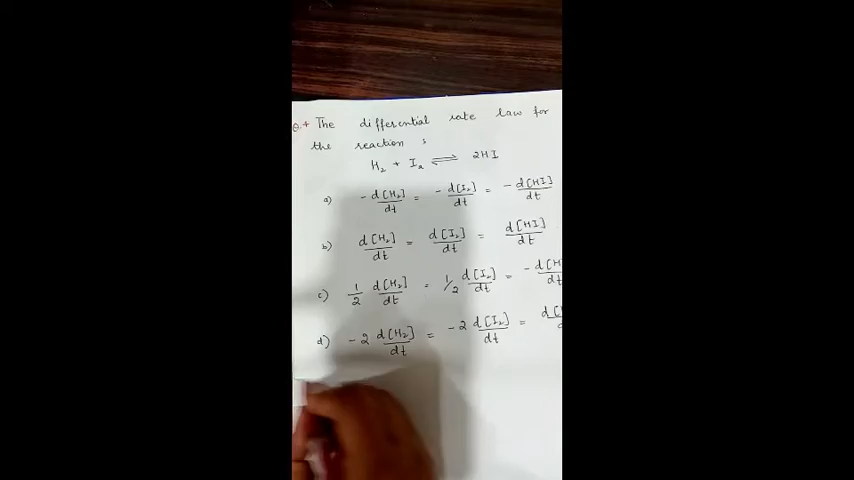 Q.+ The differential rate law for
the reaction ;
H₂ + I₂ ⇌ 2HI
a) - d[H₂]/dt = - d[I₂]/dt = - d[HI]/dt
b) d[H₂]/dt = d[I₂]/dt = d[HI]/dt
c) 1/2 d[H₂]/dt = 1/2 d[I₂]/dt = - d[H/dt
d) -2 d[H₂]/dt = -2 d[I₂]/dt = d[